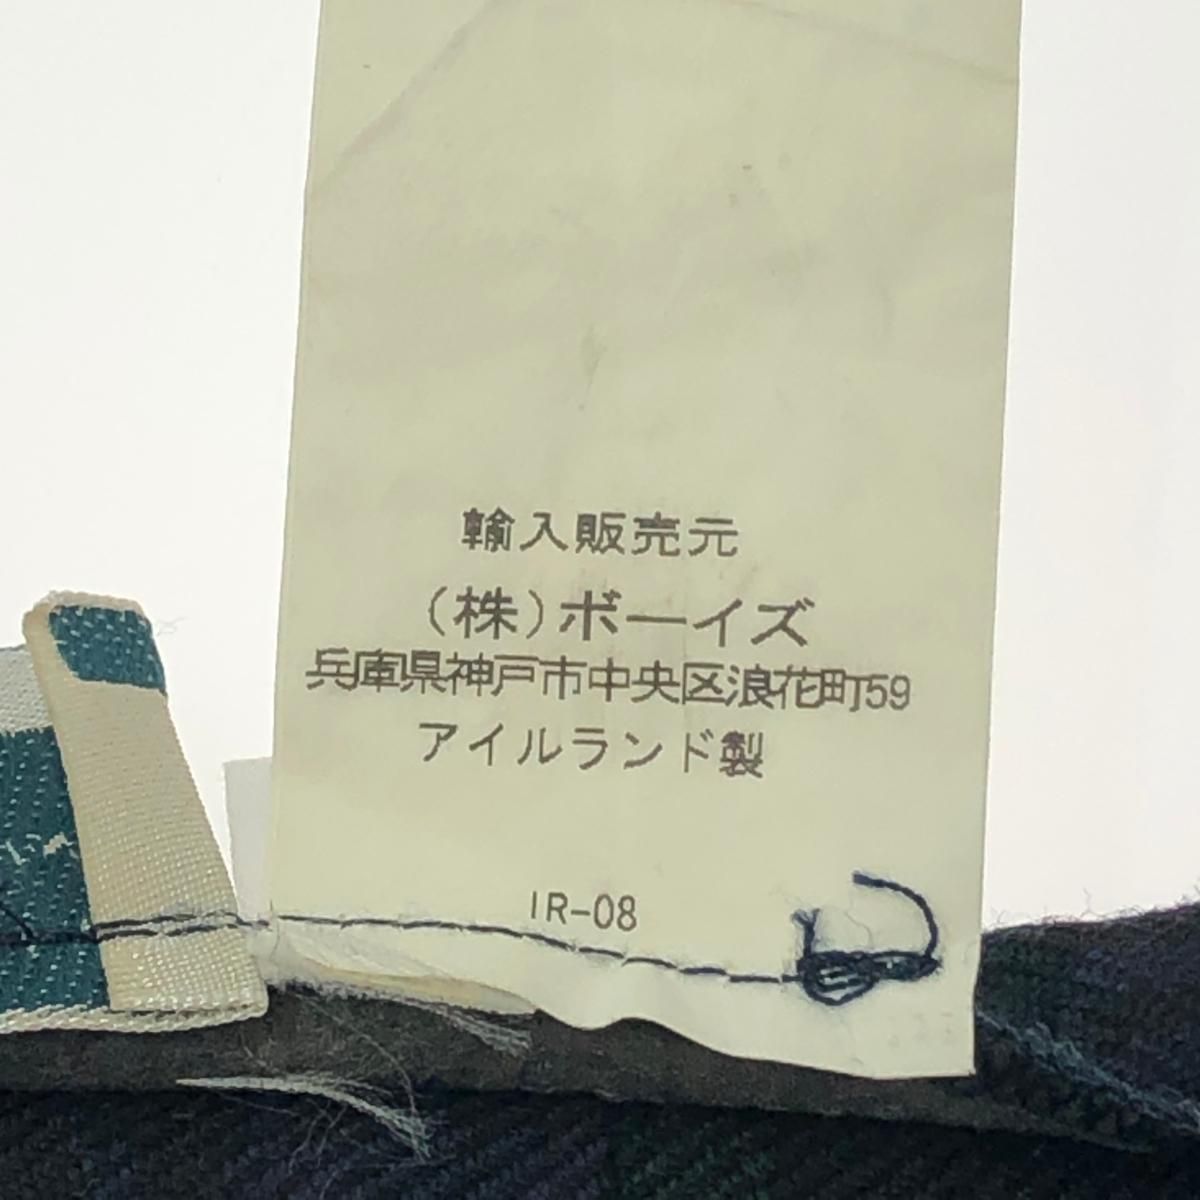 輸入販売元
(株)ボーイズ
兵庫県神戸市中央区浪花町59
アイルランド製
IR-08